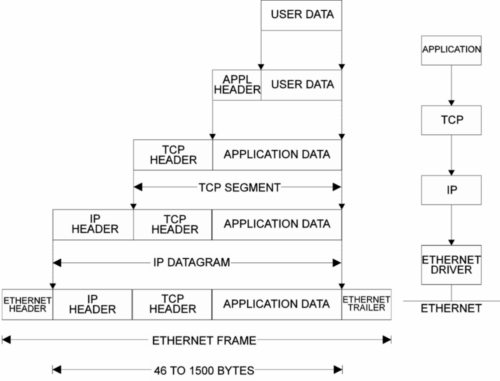 USER DATA
APPL
HEADER
USER DATA
TCP
HEADER
APPLICATION DATA
TCP SEGMENT
IP
HEADER
TCP
HEADER
APPLICATION DATA
IP DATAGRAM
ETHERNET
HEADER
IP
HEADER
TCP
HEADER
APPLICATION DATA
ETHERNET
TRAILER
ETHERNET FRAME
46 TO 1500 BYTES
APPLICATION
TCP
IP
ETHERNET
DRIVER
ETHERNET